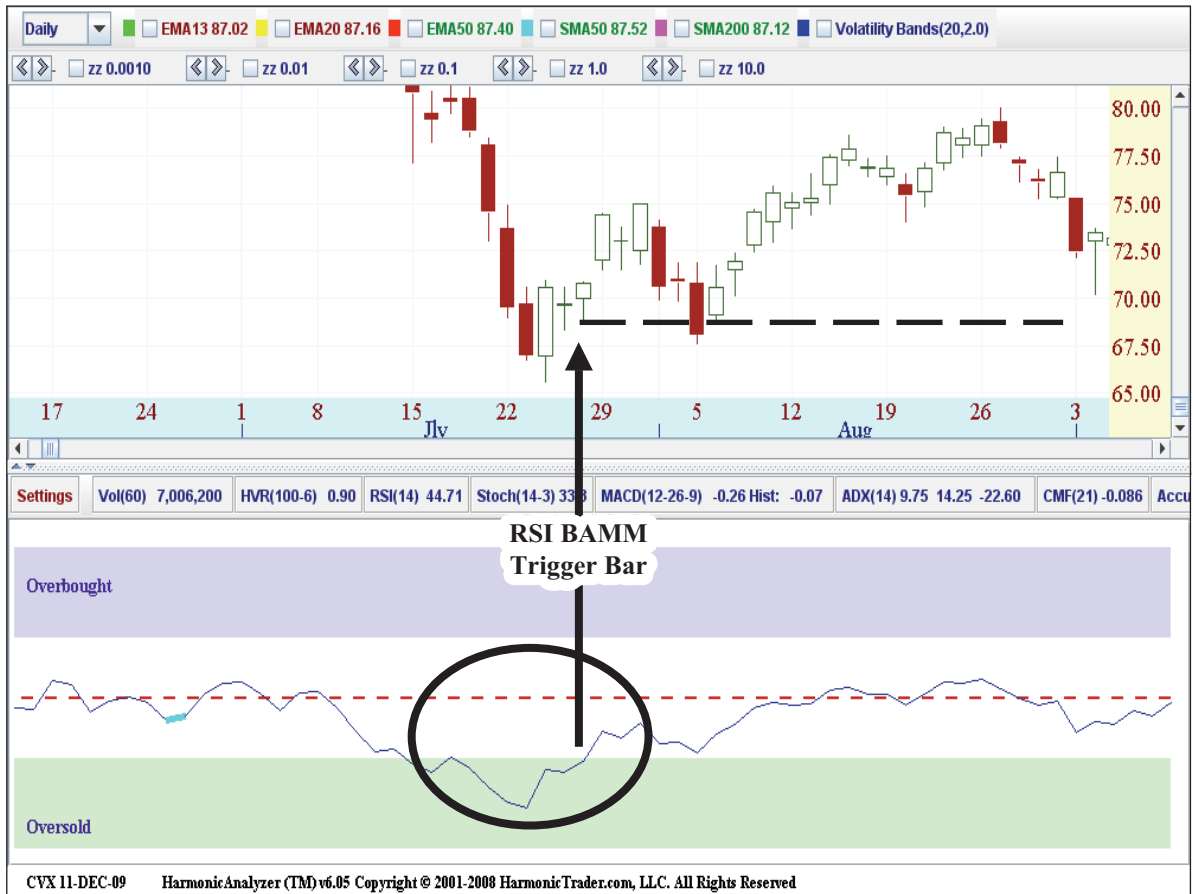 Daily EMA13 87.02 EMA20 87.16 EMA50 87.40 SMA50 87.52 SMA200 87.12 Volatility Bands(20,2.0)
zz 0.0010 zz 0.01 zz 0.1 zz 1.0 zz 10.0
80.00
77.50
75.00
72.50
70.00
67.50
65.00
17 24 1 8 15 22 29 5 12 19 26 3
Jly Aug
Settings Vol(60) 7,006,200 HVR(100-6) 0.90 RSI(14) 44.71 Stoch(14-3) 33 3 MACD(12-26-9) -0.26 Hist: -0.07 ADX(14) 9.75 14.25 -22.60 CMF(21) -0.086 Accu
RSI BAMM
Trigger Bar
Overbought
Oversold
CVX 11-DEC-09 HarmonicAnalyzer (TM) v6.05 Copyright © 2001-2008 HarmonicTrader.com, LLC. All Rights Reserved